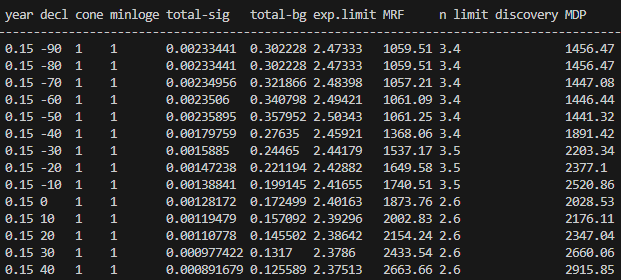 year decl cone minloge total-sig total-bg exp.limit MRF n limit discovery MDP
--------------------------------------------------------------------------------
0.15 -90 1 1 0.00233441 0.302228 2.47333 1059.51 3.4 1456.47
0.15 -80 1 1 0.00233441 0.302228 2.47333 1059.51 3.4 1456.47
0.15 -70 1 1 0.00234956 0.321866 2.48398 1057.21 3.4 1447.08
0.15 -60 1 1 0.0023506 0.340798 2.49421 1061.09 3.4 1446.44
0.15 -50 1 1 0.00235895 0.357952 2.50343 1061.25 3.4 1441.32
0.15 -40 1 1 0.00179759 0.27635 2.45921 1368.06 3.4 1891.42
0.15 -30 1 1 0.0015885 0.24465 2.44179 1537.17 3.5 2203.34
0.15 -20 1 1 0.00147238 0.221194 2.42882 1649.58 3.5 2377.1
0.15 -10 1 1 0.00138841 0.199145 2.41655 1740.51 3.5 2520.86
0.15 0 1 1 0.00128172 0.172499 2.40163 1873.76 2.6 2028.53
0.15 10 1 1 0.00119479 0.157092 2.39296 2002.83 2.6 2176.11
0.15 20 1 1 0.00110778 0.145502 2.38642 2154.24 2.6 2347.04
0.15 30 1 1 0.000977422 0.1317 2.3786 2433.54 2.6 2660.06
0.15 40 1 1 0.000891679 0.125589 2.37513 2663.66 2.6 2915.85